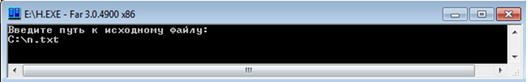 E:\H.EXE - Far 3.0.4900 x86
Введите путь к исходному файлу:
C:\n.txt